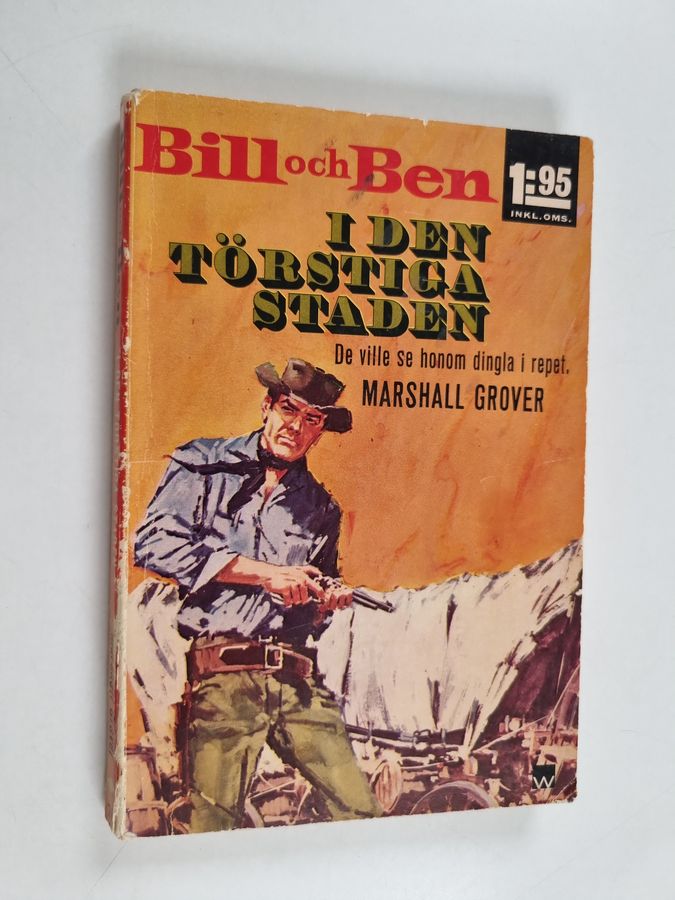 Bill och Ben
1:95
INKL. OMS.
I DEN
TÖRSTIGA
STADEN
De ville se honom dingla i repet.
MARSHALL GROVER
W